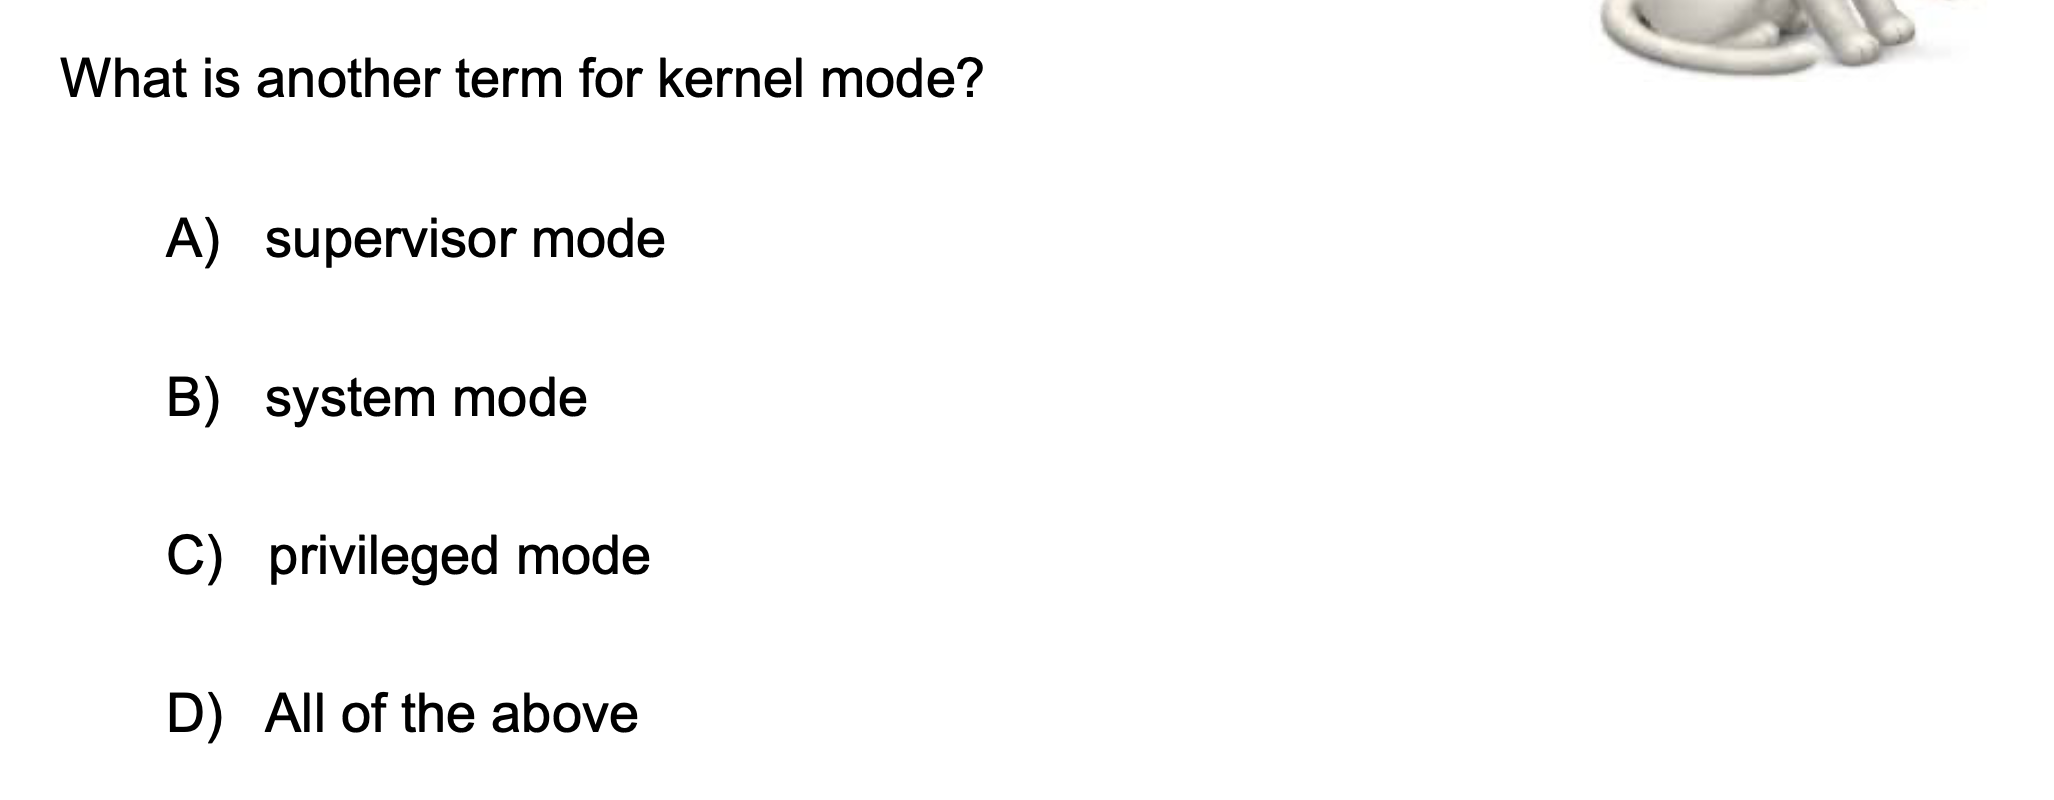 What is another term for kernel mode?
A) supervisor mode
B) system mode
C) privileged mode
D) All of the above